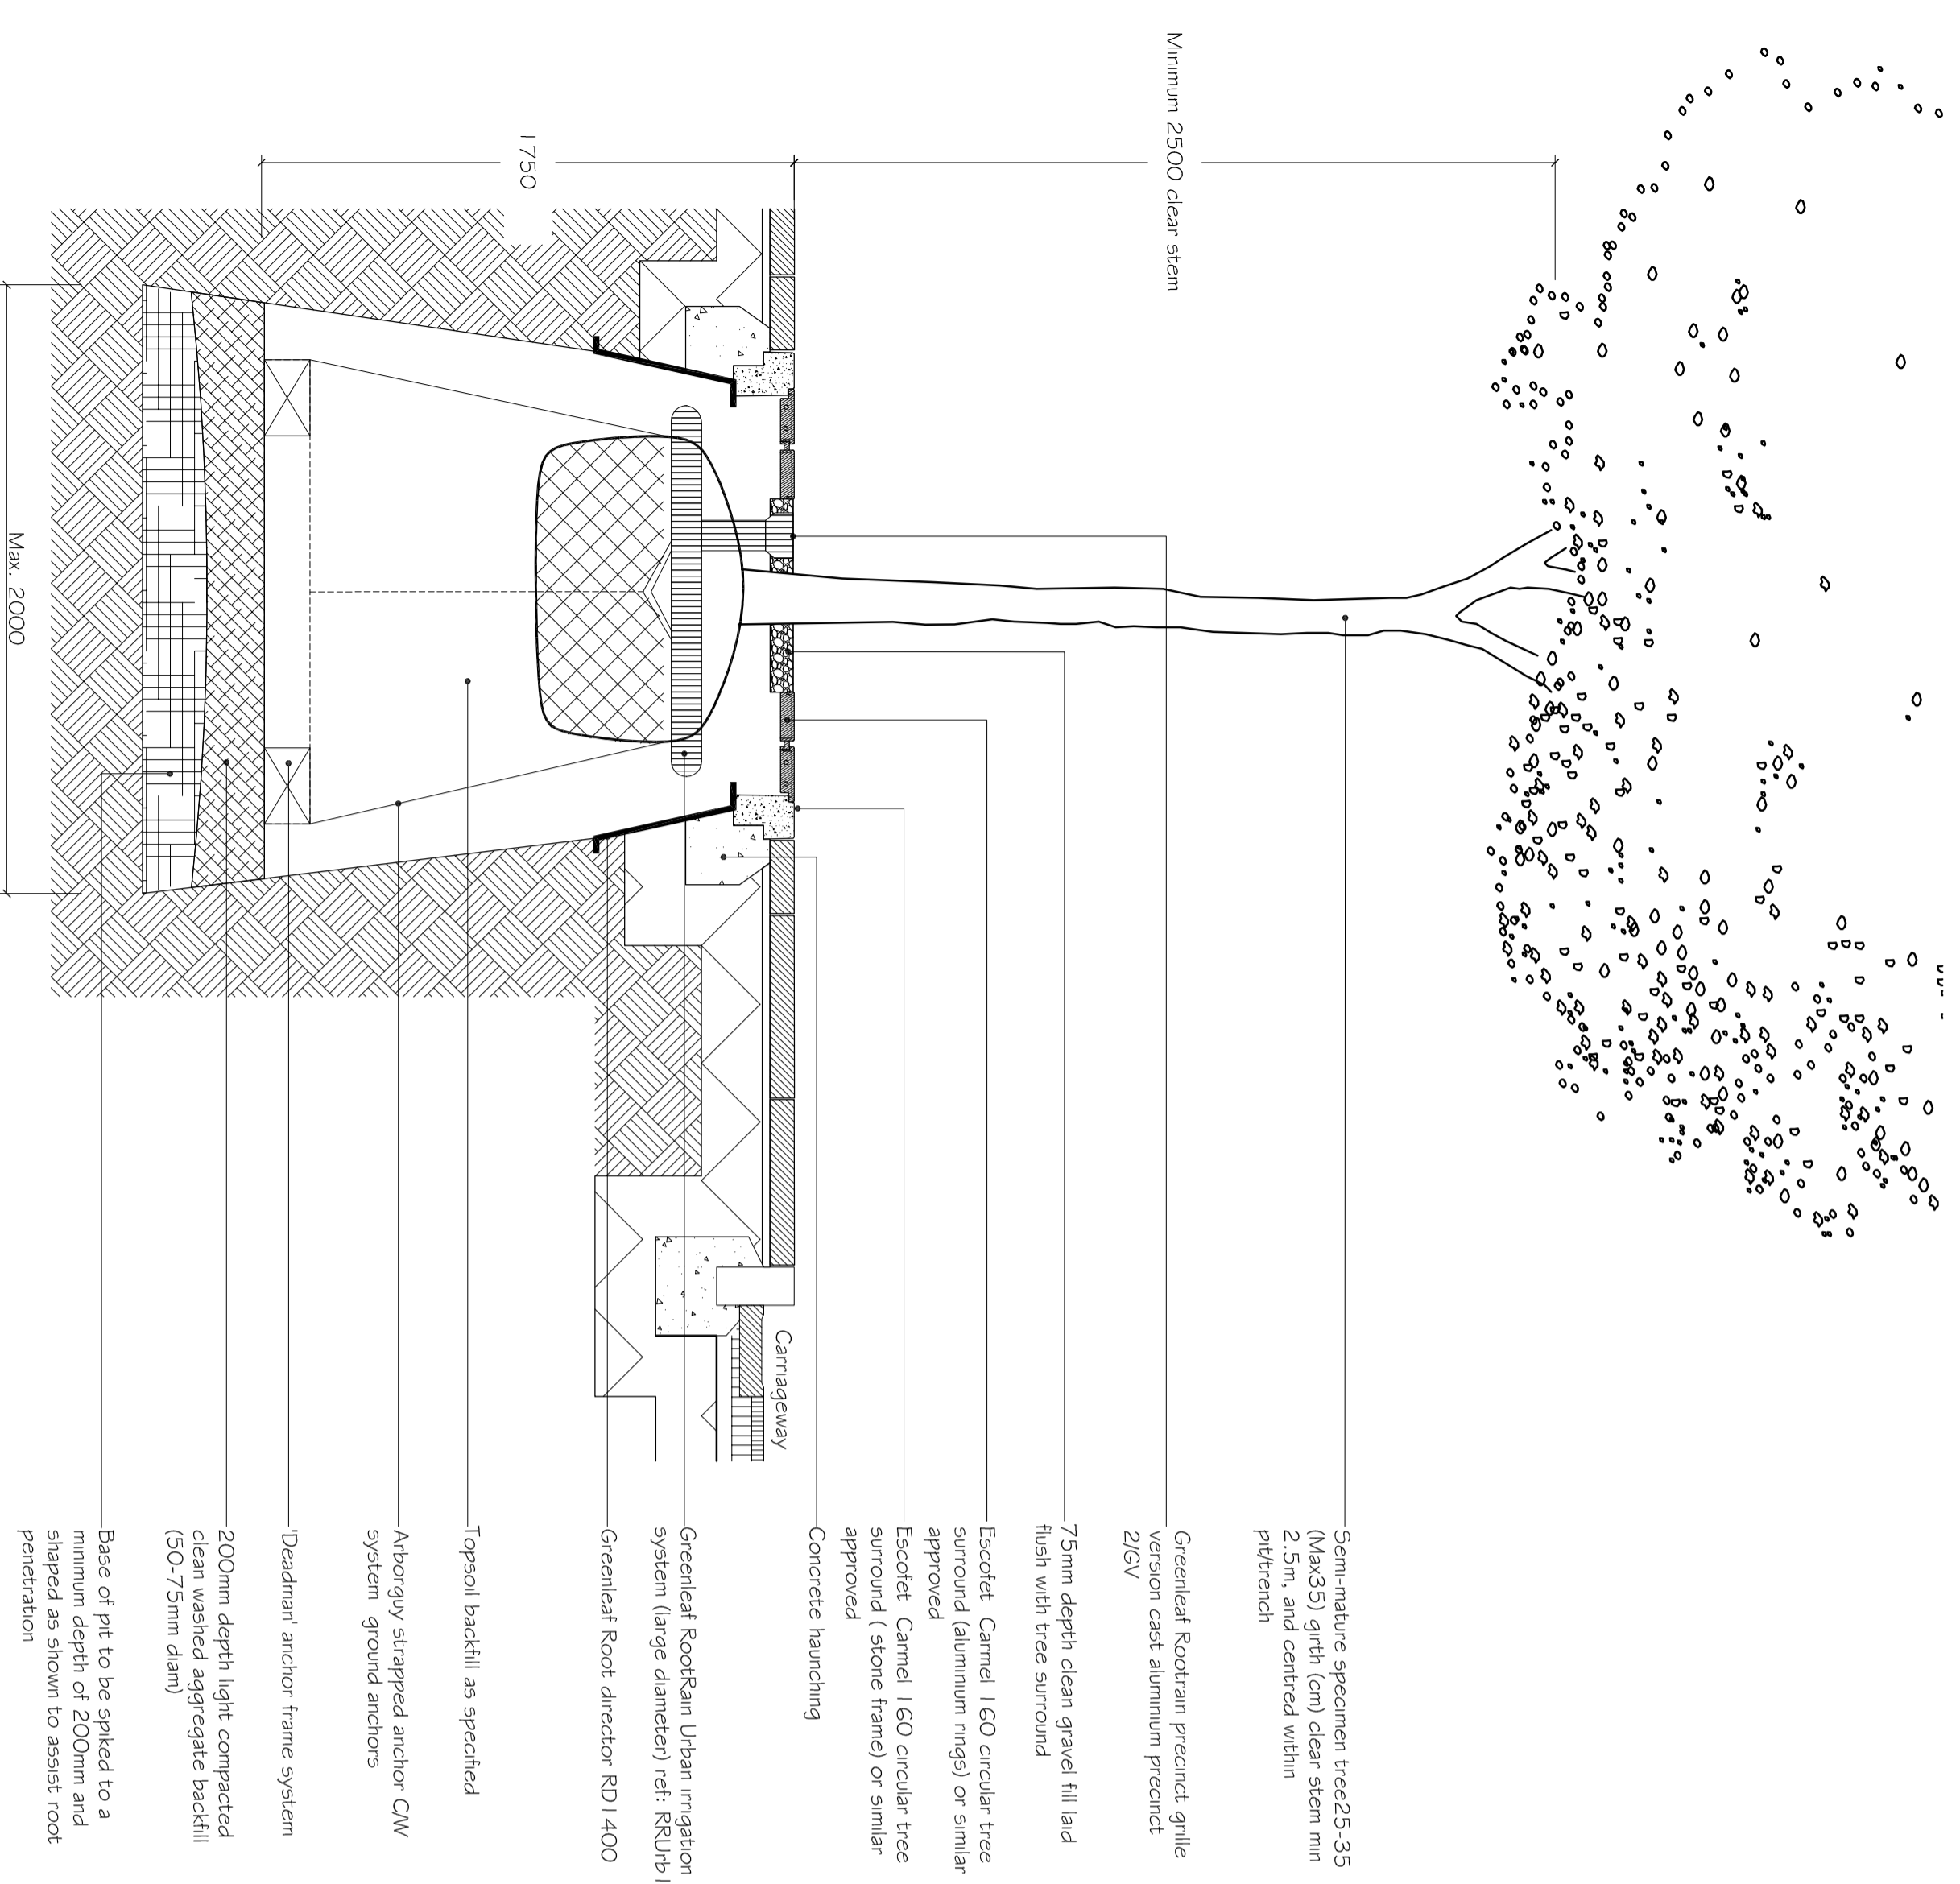 Minimum 2500 clear stem
1750
Max. 2000
Carriageway
Semi-mature specimen tree25-35
(Max35) girth (cm) clear stem min
2.5m, and centred within
pit/trench
Greenleaf Rootrain precinct grille
version cast aluminium precinct
2/GV
75mm depth clean gravel fill laid
flush with tree surround
Escofet Carmel 160 circular tree
surround (aluminium rings) or similar
approved
Escofet Carmel 160 circular tree
surround ( stone frame) or similar
approved
Concrete haunching
Greenleaf RootRain Urban irrigation
system (large diameter) ref: RRUrb1
Greenleaf Root director RD1400
Topsoil backfill as specified
Arborguy strapped anchor C/W
system ground anchors
'Deadman' anchor frame system
200mm depth light compacted
clean washed aggregate backfill
(50-75mm diam)
Base of pit to be spiked to a
minimum depth of 200mm and
shaped as shown to assist root
penetration